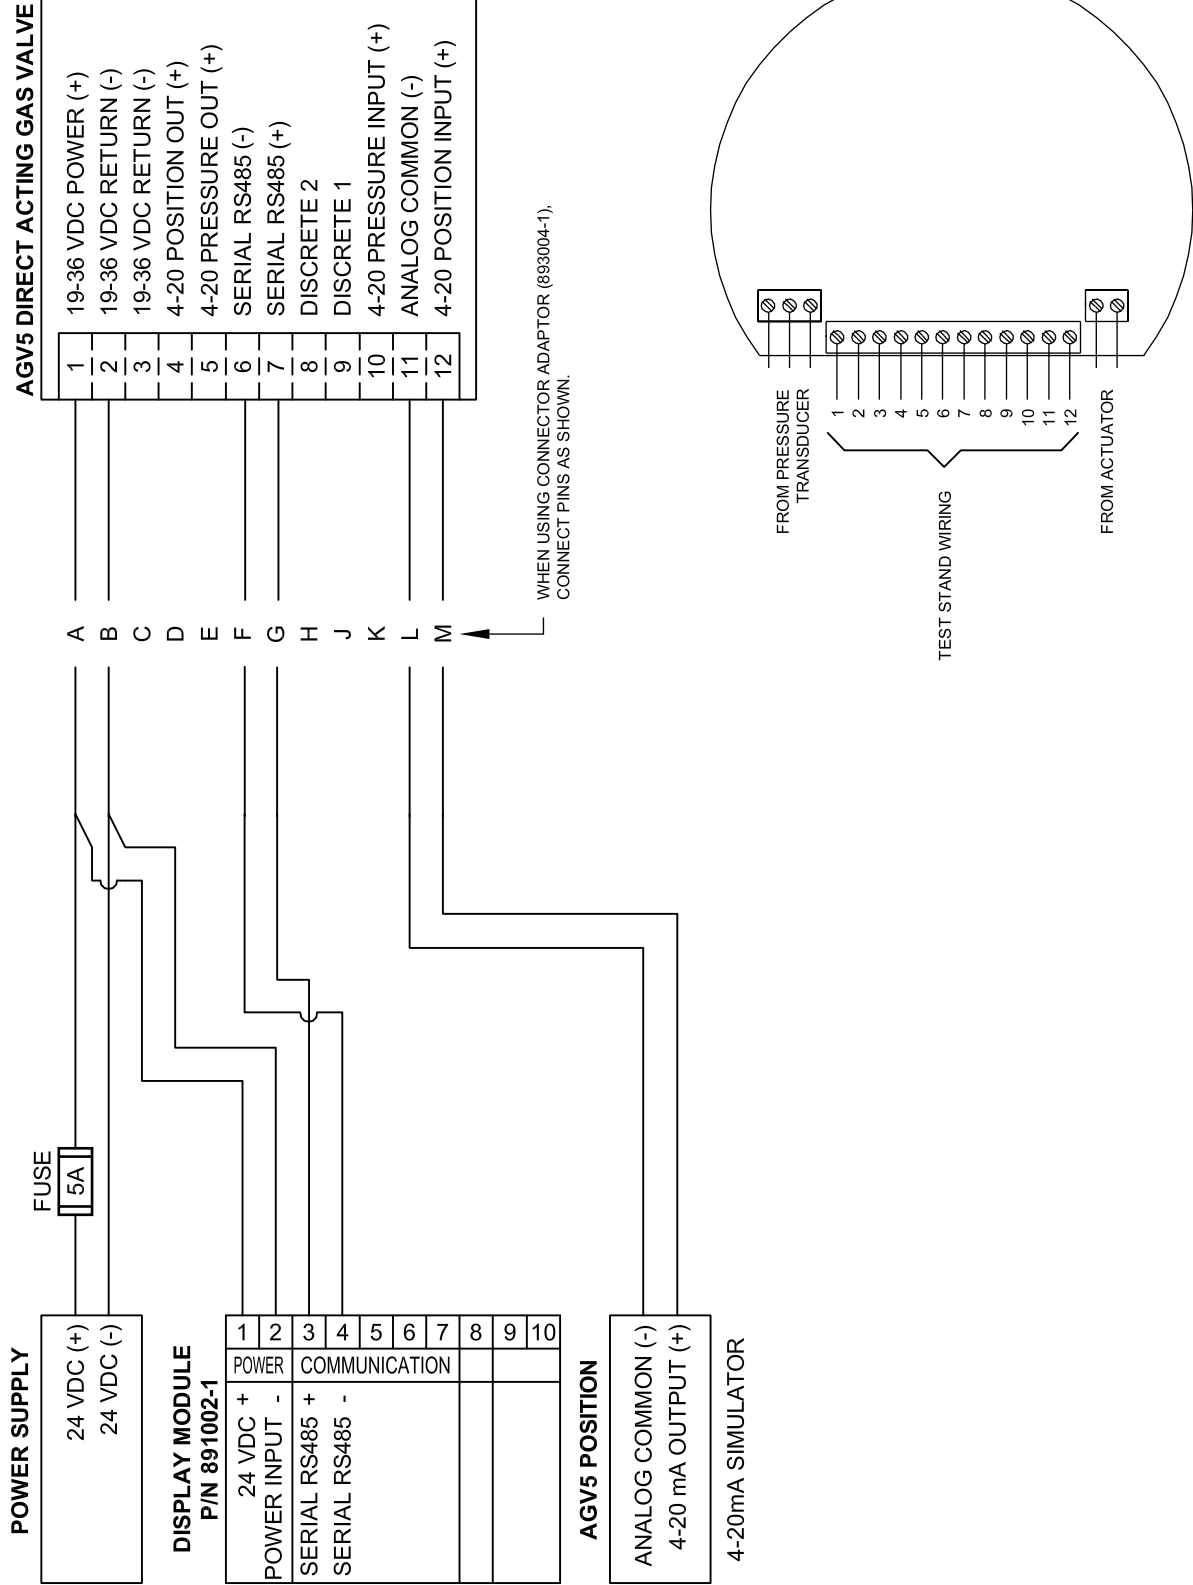 POWER SUPPLY
24 VDC (+)
24 VDC (-)
FUSE
5A
DISPLAY MODULE
P/N 891002-1
24 VDC +
POWER INPUT -
SERIAL RS485 +
SERIAL RS485 -
POWER
COMMUNICATION
1
2
3
4
5
6
7
8
9
10
AGV5 POSITION
ANALOG COMMON (-)
4-20 mA OUTPUT (+)
4-20mA SIMULATOR
A
B
C
D
E
F
G
H
J
K
L
M
WHEN USING CONNECTOR ADAPTOR (893004-1),
CONNECT PINS AS SHOWN.
AGV5 DIRECT ACTING GAS VALVE
1 19-36 VDC POWER (+)
2 19-36 VDC RETURN (-)
3 19-36 VDC RETURN (-)
4 4-20 POSITION OUT (+)
5 4-20 PRESSURE OUT (+)
6 SERIAL RS485 (-)
7 SERIAL RS485 (+)
8 DISCRETE 2
9 DISCRETE 1
10 4-20 PRESSURE INPUT (+)
11 ANALOG COMMON (-)
12 4-20 POSITION INPUT (+)
FROM PRESSURE
TRANSDUCER
1
2
3
4
5
6
7
8
9
10
11
12
TEST STAND WIRING
FROM ACTUATOR